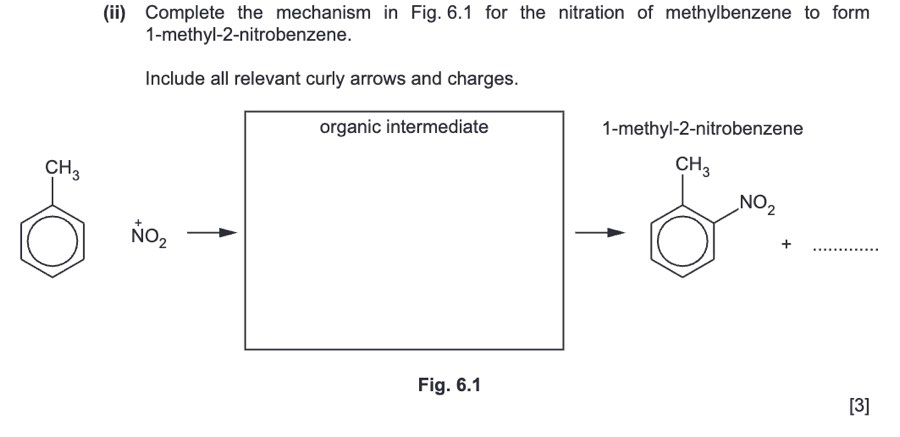 (ii) Complete the mechanism in Fig. 6.1 for the nitration of methylbenzene to form
1-methyl-2-nitrobenzene.
Include all relevant curly arrows and charges.
organic intermediate
1-methyl-2-nitrobenzene
CH3
CH3
NO2
+
NO2
+ .............
Fig. 6.1
[3]